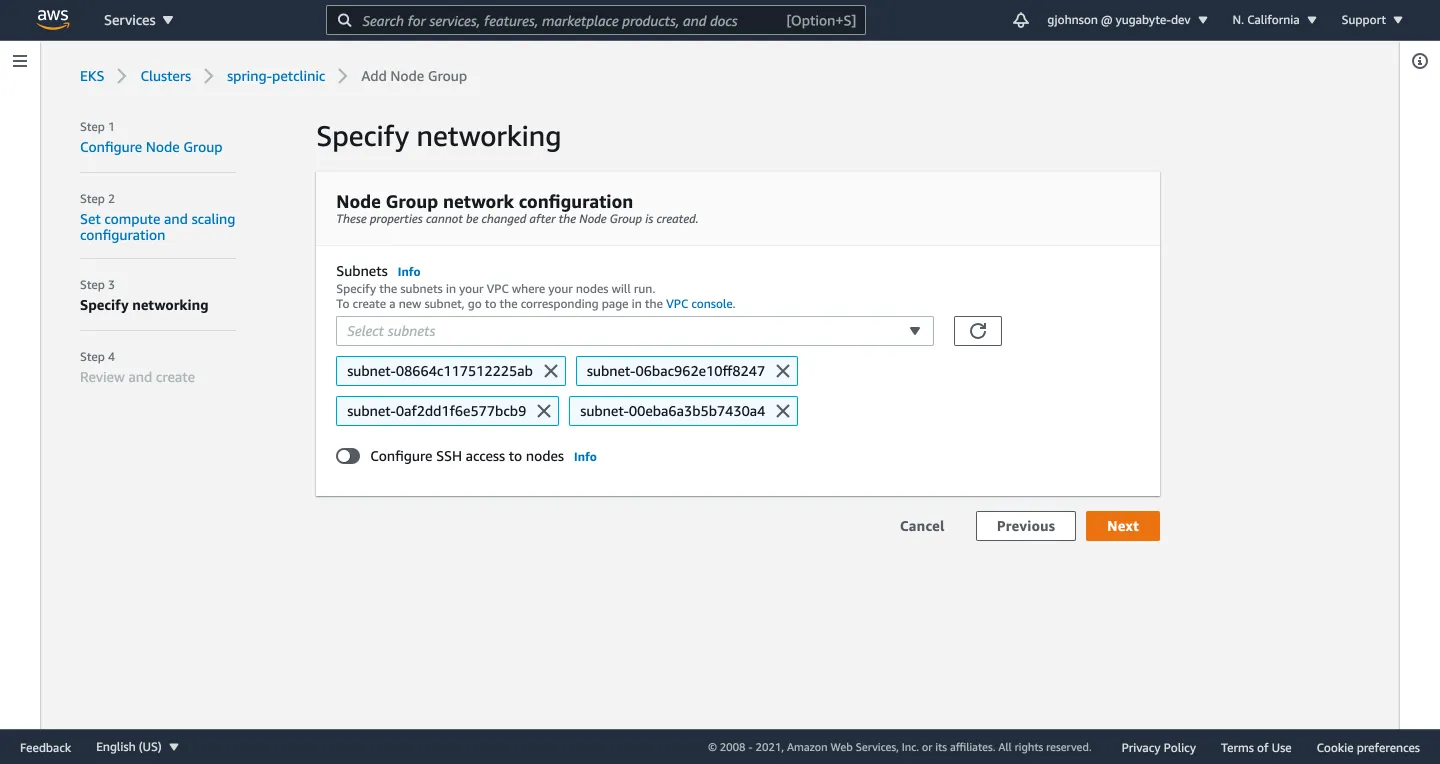 aws
Services
Search for services, features, marketplace products, and docs [Option+S]
gjohnson @ yugabyte-dev
N. California
Support
EKS
Clusters
spring-petclinic
Add Node Group
Step 1
Configure Node Group
Step 2
Set compute and scaling
configuration
Step 3
Specify networking
Step 4
Review and create
Specify networking
Node Group network configuration
These properties cannot be changed after the Node Group is created.
Subnets Info
Specify the subnets in your VPC where your nodes will run.
To create a new subnet, go to the corresponding page in the VPC console.
Select subnets
subnet-08664c117512225ab
subnet-06bac962e10ff8247
subnet-0af2dd1f6e577bcb9
subnet-00eba6a3b5b7430a4
Configure SSH access to nodes Info
Cancel
Previous
Next
Feedback
English (US)
© 2008 - 2021, Amazon Web Services, Inc. or its affiliates. All rights reserved.
Privacy Policy
Terms of Use
Cookie preferences